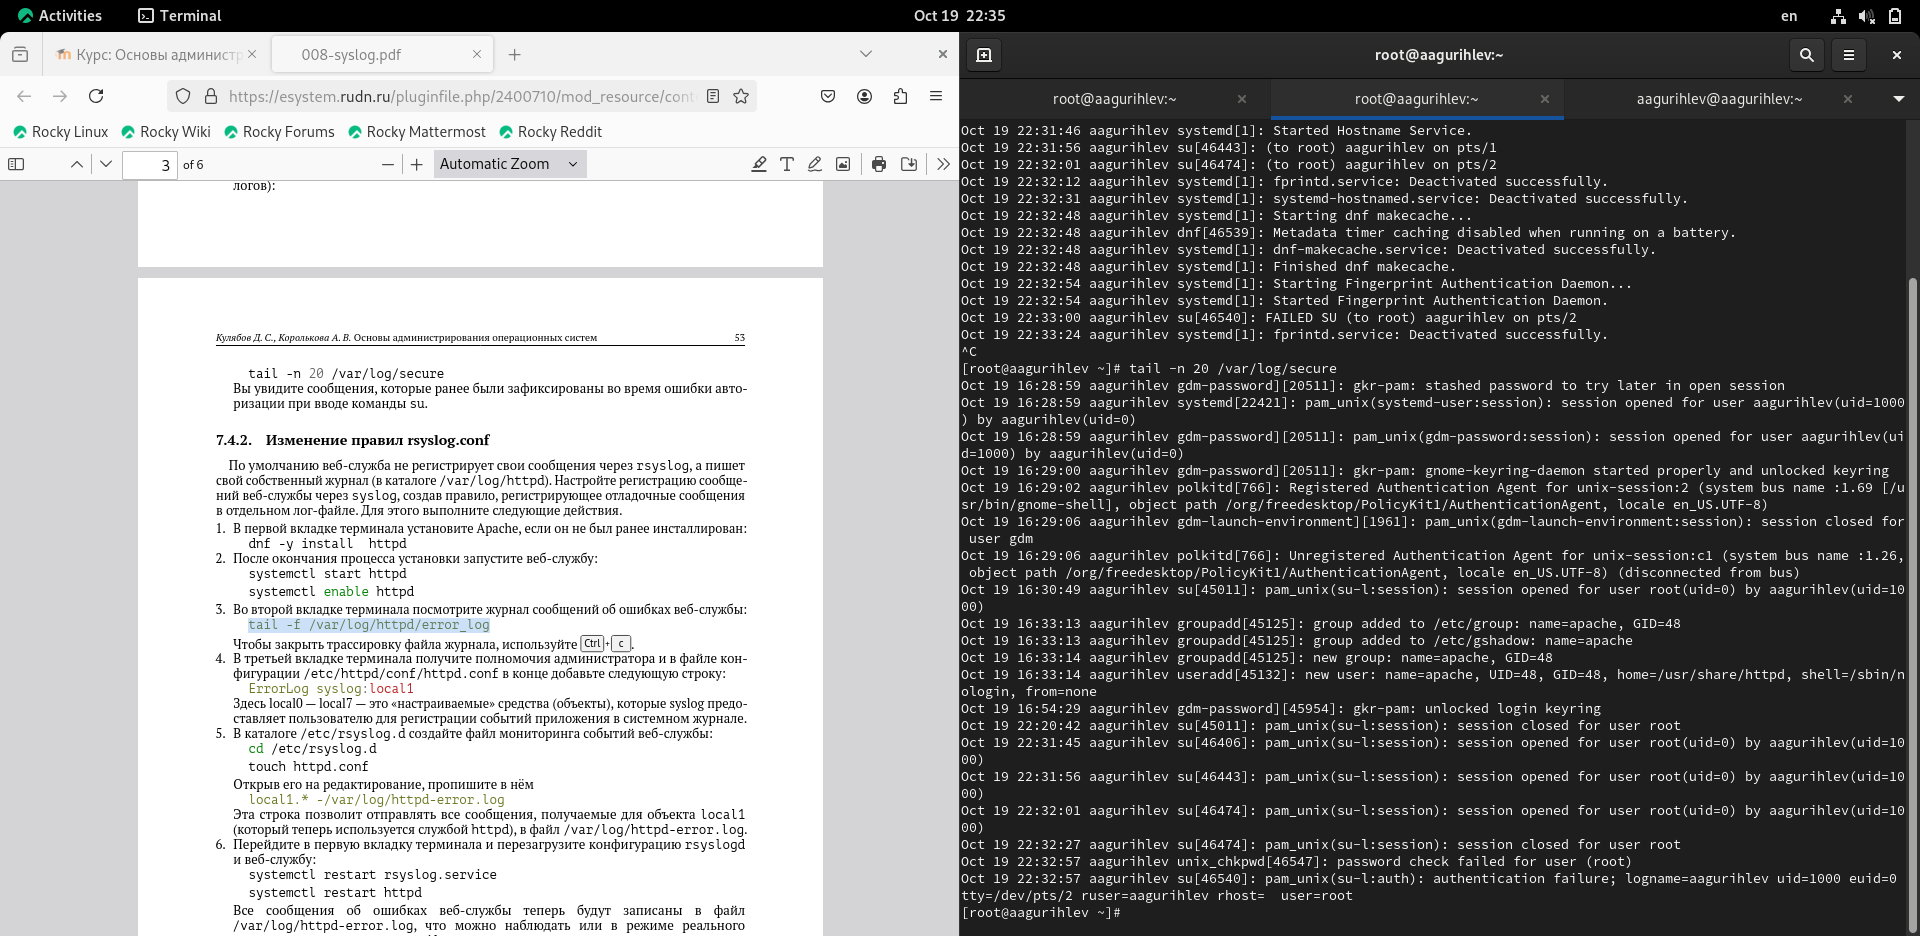 Activities
Terminal
Oct 19 22:35
en
Курс: Основы администр
008-syslog.pdf
https://esystem.rudn.ru/pluginfile.php/2400710/mod_resource/cont
Rocky Linux
Rocky Wiki
Rocky Forums
Rocky Mattermost
Rocky Reddit
3
of 6
Automatic Zoom
логов):
Кулябов Д. С., Королькова А. В. Основы администрирования операционных систем 53
tail -n 20 /var/log/secure
Вы увидите сообщения, которые ранее были зафиксированы во время ошибки авто-
ризации при вводе команды su.
7.4.2. Изменение правил rsyslog.conf
По умолчанию веб-служба не регистрирует свои сообщения через rsyslog, а пишет
свой собственный журнал (в каталоге /var/log/httpd). Настройте регистрацию сообще-
ний веб-службы через syslog, создав правило, регистрирующее отладочные сообщения
в отдельном лог-файле. Для этого выполните следующие действия.
1. В первой вкладке терминала установите Apache, если он не был ранее инсталлирован:
dnf -y install httpd
2. После окончания процесса установки запустите веб-службу:
systemctl start httpd
systemctl enable httpd
3. Во второй вкладке терминала посмотрите журнал сообщений об ошибках веб-службы:
tail -f /var/log/httpd/error_log
Чтобы закрыть трассировку файла журнала, используйте Ctrl + c .
4. В третьей вкладке терминала получите полномочия администратора и в файле кон-
фигурации /etc/httpd/conf/httpd.conf в конце добавьте следующую строку:
ErrorLog syslog:local1
Здесь local0 — local7 — это «настраиваемые» средства (объекты), которые syslog предо-
ставляет пользователю для регистрации событий приложения в системном журнале.
5. В каталоге /etc/rsyslog.d создайте файл мониторинга событий веб-службы:
cd /etc/rsyslog.d
touch httpd.conf
Открыв его на редактирование, пропишите в нём
local1.* -/var/log/httpd-error.log
Эта строка позволит отправлять все сообщения, получаемые для объекта local1
(который теперь используется службой httpd), в файл /var/log/httpd-error.log.
6. Перейдите в первую вкладку терминала и перезагрузите конфигурацию rsyslogd
и веб-службу:
systemctl restart rsyslog.service
systemctl restart httpd
Все сообщения об ошибках веб-службы теперь будут записаны в файл
/var/log/httpd-error.log, что можно наблюдать или в режиме реального
root@aagurihlev:~
root@aagurihlev:~
root@aagurihlev:~
aagurihlev@aagurihlev:~
Oct 19 22:31:46 aagurihlev systemd[1]: Started Hostname Service.
Oct 19 22:31:56 aagurihlev su[46443]: (to root) aagurihlev on pts/1
Oct 19 22:32:01 aagurihlev su[46474]: (to root) aagurihlev on pts/2
Oct 19 22:32:12 aagurihlev systemd[1]: fprintd.service: Deactivated successfully.
Oct 19 22:32:31 aagurihlev systemd[1]: systemd-hostnamed.service: Deactivated successfully.
Oct 19 22:32:48 aagurihlev systemd[1]: Starting dnf makecache...
Oct 19 22:32:48 aagurihlev dnf[46539]: Metadata timer caching disabled when running on a battery.
Oct 19 22:32:48 aagurihlev systemd[1]: dnf-makecache.service: Deactivated successfully.
Oct 19 22:32:48 aagurihlev systemd[1]: Finished dnf makecache.
Oct 19 22:32:54 aagurihlev systemd[1]: Starting Fingerprint Authentication Daemon...
Oct 19 22:32:54 aagurihlev systemd[1]: Started Fingerprint Authentication Daemon.
Oct 19 22:33:00 aagurihlev su[46540]: FAILED SU (to root) aagurihlev on pts/2
Oct 19 22:33:24 aagurihlev systemd[1]: fprintd.service: Deactivated successfully.
^C
[root@aagurihlev ~]# tail -n 20 /var/log/secure
Oct 19 16:28:59 aagurihlev gdm-password][20511]: gkr-pam: stashed password to try later in open session
Oct 19 16:28:59 aagurihlev systemd[22421]: pam_unix(systemd-user:session): session opened for user aagurihlev(uid=1000
) by aagurihlev(uid=0)
Oct 19 16:28:59 aagurihlev gdm-password][20511]: pam_unix(gdm-password:session): session opened for user aagurihlev(ui
d=1000) by aagurihlev(uid=0)
Oct 19 16:29:00 aagurihlev gdm-password][20511]: gkr-pam: gnome-keyring-daemon started properly and unlocked keyring
Oct 19 16:29:02 aagurihlev polkitd[766]: Registered Authentication Agent for unix-session:2 (system bus name :1.69 [/u
sr/bin/gnome-shell], object path /org/freedesktop/PolicyKit1/AuthenticationAgent, locale en_US.UTF-8)
Oct 19 16:29:06 aagurihlev gdm-launch-environment][1961]: pam_unix(gdm-launch-environment:session): session closed for
user gdm
Oct 19 16:29:06 aagurihlev polkitd[766]: Unregistered Authentication Agent for unix-session:c1 (system bus name :1.26,
object path /org/freedesktop/PolicyKit1/AuthenticationAgent, locale en_US.UTF-8) (disconnected from bus)
Oct 19 16:30:49 aagurihlev su[45011]: pam_unix(su-l:session): session opened for user root(uid=0) by aagurihlev(uid=10
00)
Oct 19 16:33:13 aagurihlev groupadd[45125]: group added to /etc/group: name=apache, GID=48
Oct 19 16:33:13 aagurihlev groupadd[45125]: group added to /etc/gshadow: name=apache
Oct 19 16:33:14 aagurihlev groupadd[45125]: new group: name=apache, GID=48
Oct 19 16:33:14 aagurihlev useradd[45132]: new user: name=apache, UID=48, GID=48, home=/usr/share/httpd, shell=/sbin/n
ologin, from=none
Oct 19 16:54:29 aagurihlev gdm-password][45954]: gkr-pam: unlocked login keyring
Oct 19 22:20:42 aagurihlev su[45011]: pam_unix(su-l:session): session closed for user root
Oct 19 22:31:45 aagurihlev su[46406]: pam_unix(su-l:session): session opened for user root(uid=0) by aagurihlev(uid=10
00)
Oct 19 22:31:56 aagurihlev su[46443]: pam_unix(su-l:session): session opened for user root(uid=0) by aagurihlev(uid=10
00)
Oct 19 22:32:01 aagurihlev su[46474]: pam_unix(su-l:session): session opened for user root(uid=0) by aagurihlev(uid=10
00)
Oct 19 22:32:27 aagurihlev su[46474]: pam_unix(su-l:session): session closed for user root
Oct 19 22:32:57 aagurihlev unix_chkpwd[46547]: password check failed for user (root)
Oct 19 22:32:57 aagurihlev su[46540]: pam_unix(su-l:auth): authentication failure; logname=aagurihlev uid=1000 euid=0
tty=/dev/pts/2 ruser=aagurihlev rhost=  user=root
[root@aagurihlev ~]#